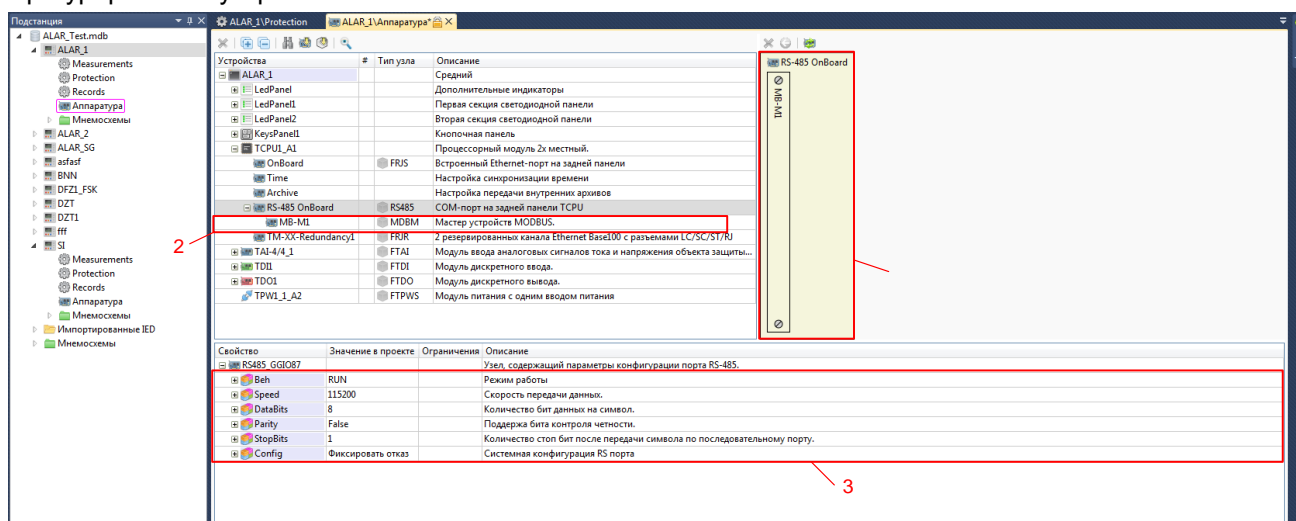 Подстанция
ALAR_Test.mdb
ALAR_1
Measurements
Protection
Records
Аппаратура
Мнемосхемы
ALAR_2
ALAR_SG
asfasf
BNN
DFZ1_FSK
DZT
DZT1
fff
SI
Measurements
Protection
Records
Аппаратура
Мнемосхемы
Импортированные IED
Мнемосхемы
ALAR_1\Protection ALAR_1\Аппаратура*
Устройства # Тип узла Описание
ALAR_1 Средний
LedPanel Дополнительные индикаторы
LedPanel1 Первая секция светодиодной панели
LedPanel2 Вторая секция светодиодной панели
KeysPanel1 Кнопочная панель
TCPU1_A1 Процессорный модуль 2x местный.
OnBoard FRJS Встроенный Ethernet-порт на задней панели
Time Настройка синхронизации времени
Archive Настройка передачи внутренних архивов
RS-485 OnBoard RS485 COM-порт на задней панели TCPU
MB-M1 MDBM Мастер устройств MODBUS.
TM-XX-Redundancy1 FRJR 2 резервированных канала Ethernet Base100 с разъемами LC/SC/ST/RJ
TAI-4/4_1 FTAI Модуль ввода аналоговых сигналов тока и напряжения объекта защиты...
TDI1 FTDI Модуль дискретного ввода.
TDO1 FTDO Модуль дискретного вывода.
TPW1_1_A2 FTPWS Модуль питания с одним вводом питания
2
RS-485 OnBoard
MB-M1
Свойство Значение в проекте Ограничения Описание
RS485_GGIO87 Узел, содержащий параметры конфигурации порта RS-485.
Beh RUN Режим работы
Speed 115200 Скорость передачи данных.
DataBits 8 Количество бит данных на символ.
Parity False Поддержа бита контроля четности.
StopBits 1 Количество стоп бит после передачи символа по последовательному порту.
Config Фиксировать отказ Системная конфигурация RS порта
3